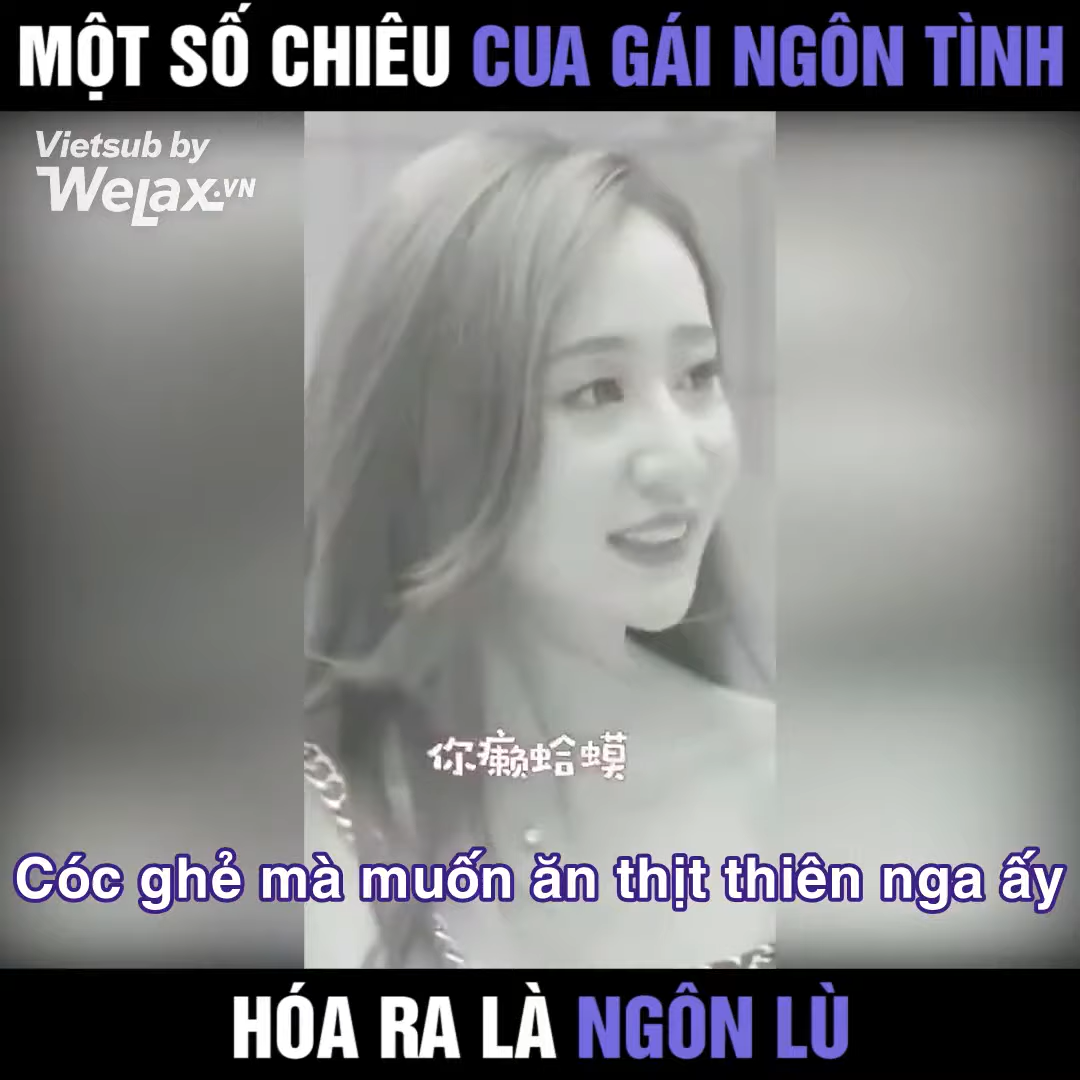 MỘT SỐ CHIÊU CUA GÁI NGÔN TÌNH
Vietsub by
WeLax.VN
你癞蛤蟆
Cóc ghẻ mà muốn ăn thịt thiên nga ấy
HÓA RA LÀ NGÔN LÙ